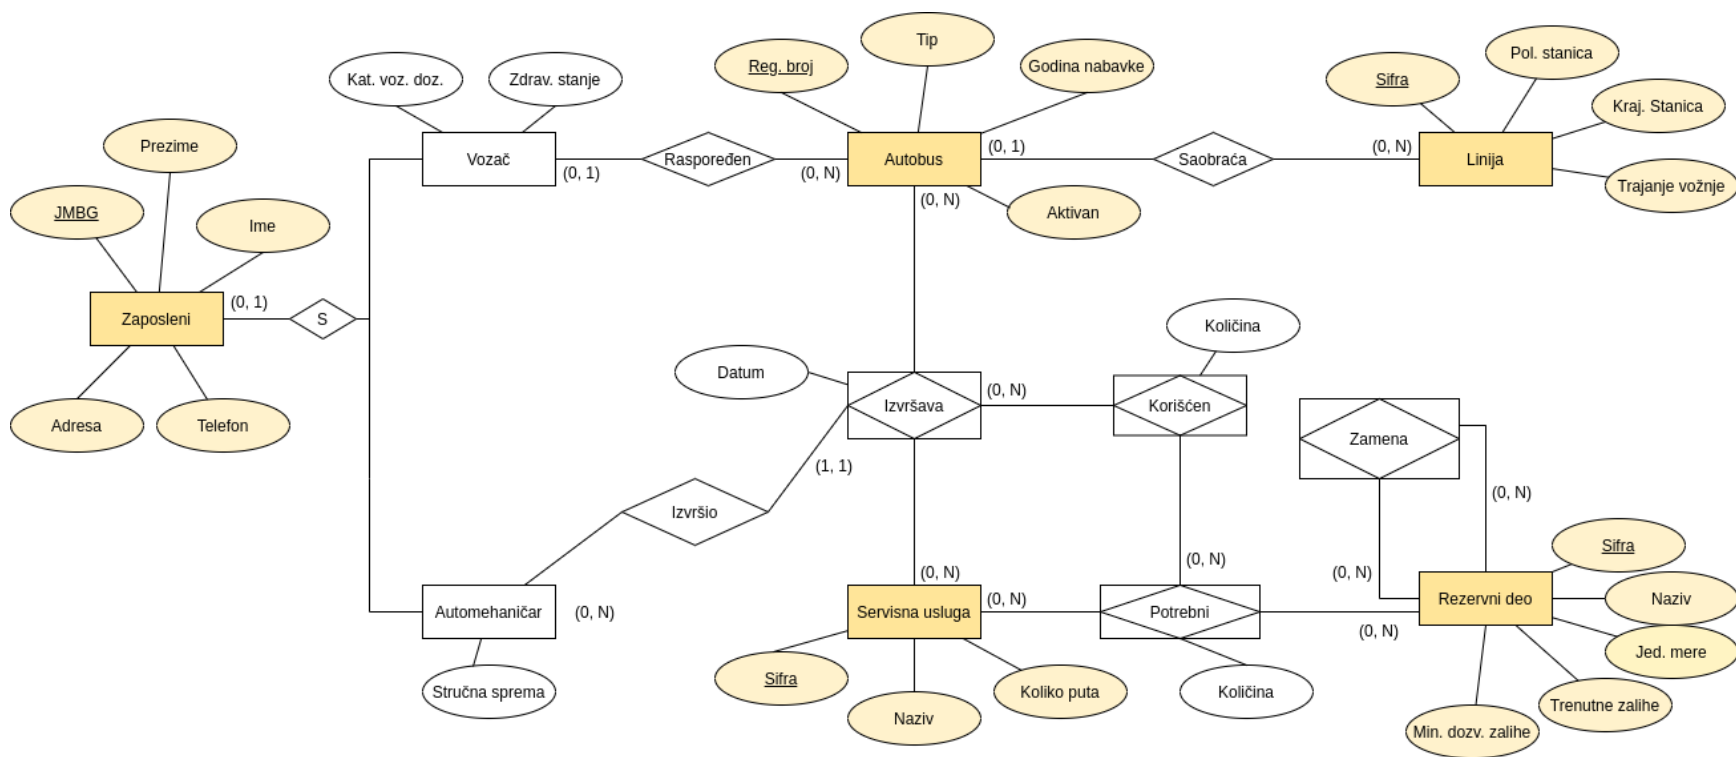 Tip
Pol. stanica
Reg. broj
Godina nabavke
Kat. voz. doz.
Zdrav. stanje
Sifra
Kraj. Stanica
Prezime
Vozač
(0, 1)
Raspoređen
(0, N)
Autobus
(0, 1)
Saobraća
(0, N)
Linija
Trajanje vožnje
(0, N)
Aktivan
JMBG
Ime
(0, 1)
Zaposleni
S
Količina
Datum
Izvršava
(0, N)
Korišćen
Adresa
Telefon
Zamena
(1, 1)
(0, N)
Izvršio
Sifra
(0, N)
(0, N)
(0, N)
Automehaničar
(0, N)
Servisna usluga
(0, N)
Potrebni
(0, N)
Rezervni deo
Naziv
Jed. mere
Stručna sprema
Sifra
Koliko puta
Količina
Trenutne zalihe
Naziv
Min. dozv. zalihe